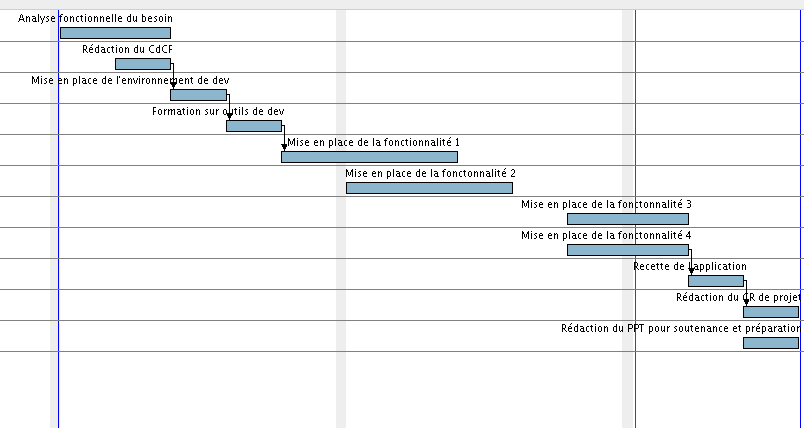 Analyse fonctionnelle du besoin
Rédaction du CdCF
Mise en place de l'environnement de dev
Formation sur outils de dev
Mise en place de la fonctionnalité 1
Mise en place de la fonctonnalité 2
Mise en place de la fonctonnalité 3
Mise en place de la fonctonnalité 4
Recette de l'application
Rédaction du CR de projet
Rédaction du PPT pour soutenance et préparation